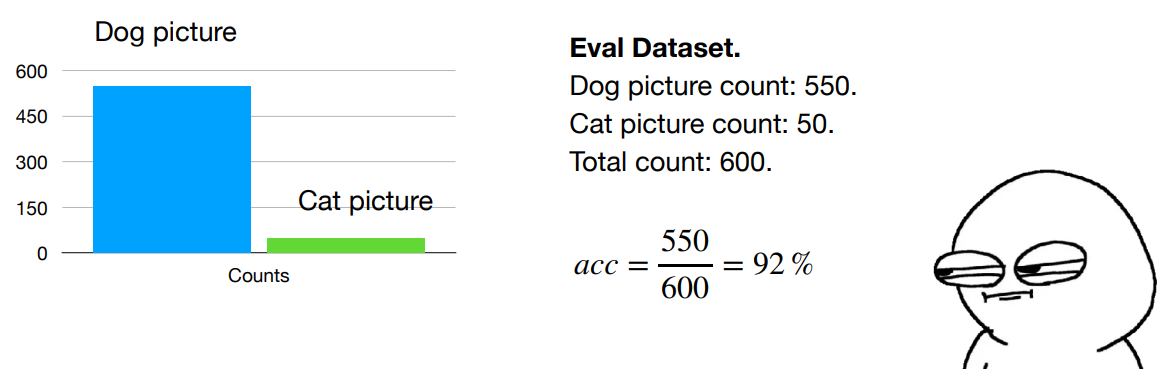 Dog picture
600
450
300
150
0
Cat picture
Counts
Eval Dataset.
Dog picture count: 550.
Cat picture count: 50.
Total count: 600.
acc = 550/600 = 92 %